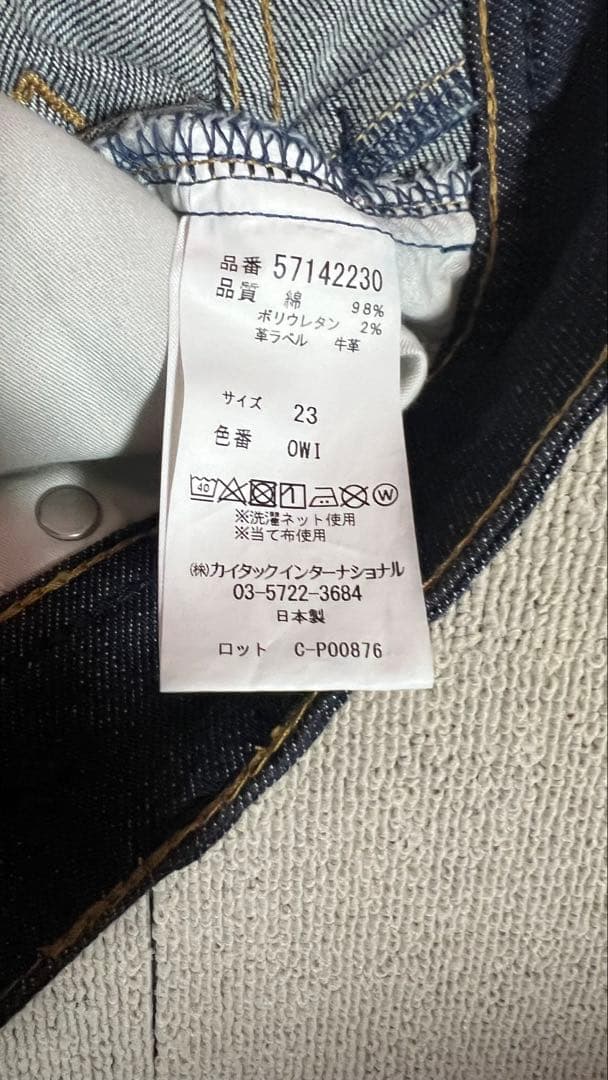 品番 57142230
品質 綿 98%
ポリウレタン 2%
革ラベル 牛革
サイズ 23
色番 OWI
40 W
※洗濯ネット使用
※当て布使用
㈱カイタックインターナショナル
03-5722-3684
日本製
ロット C-P00876